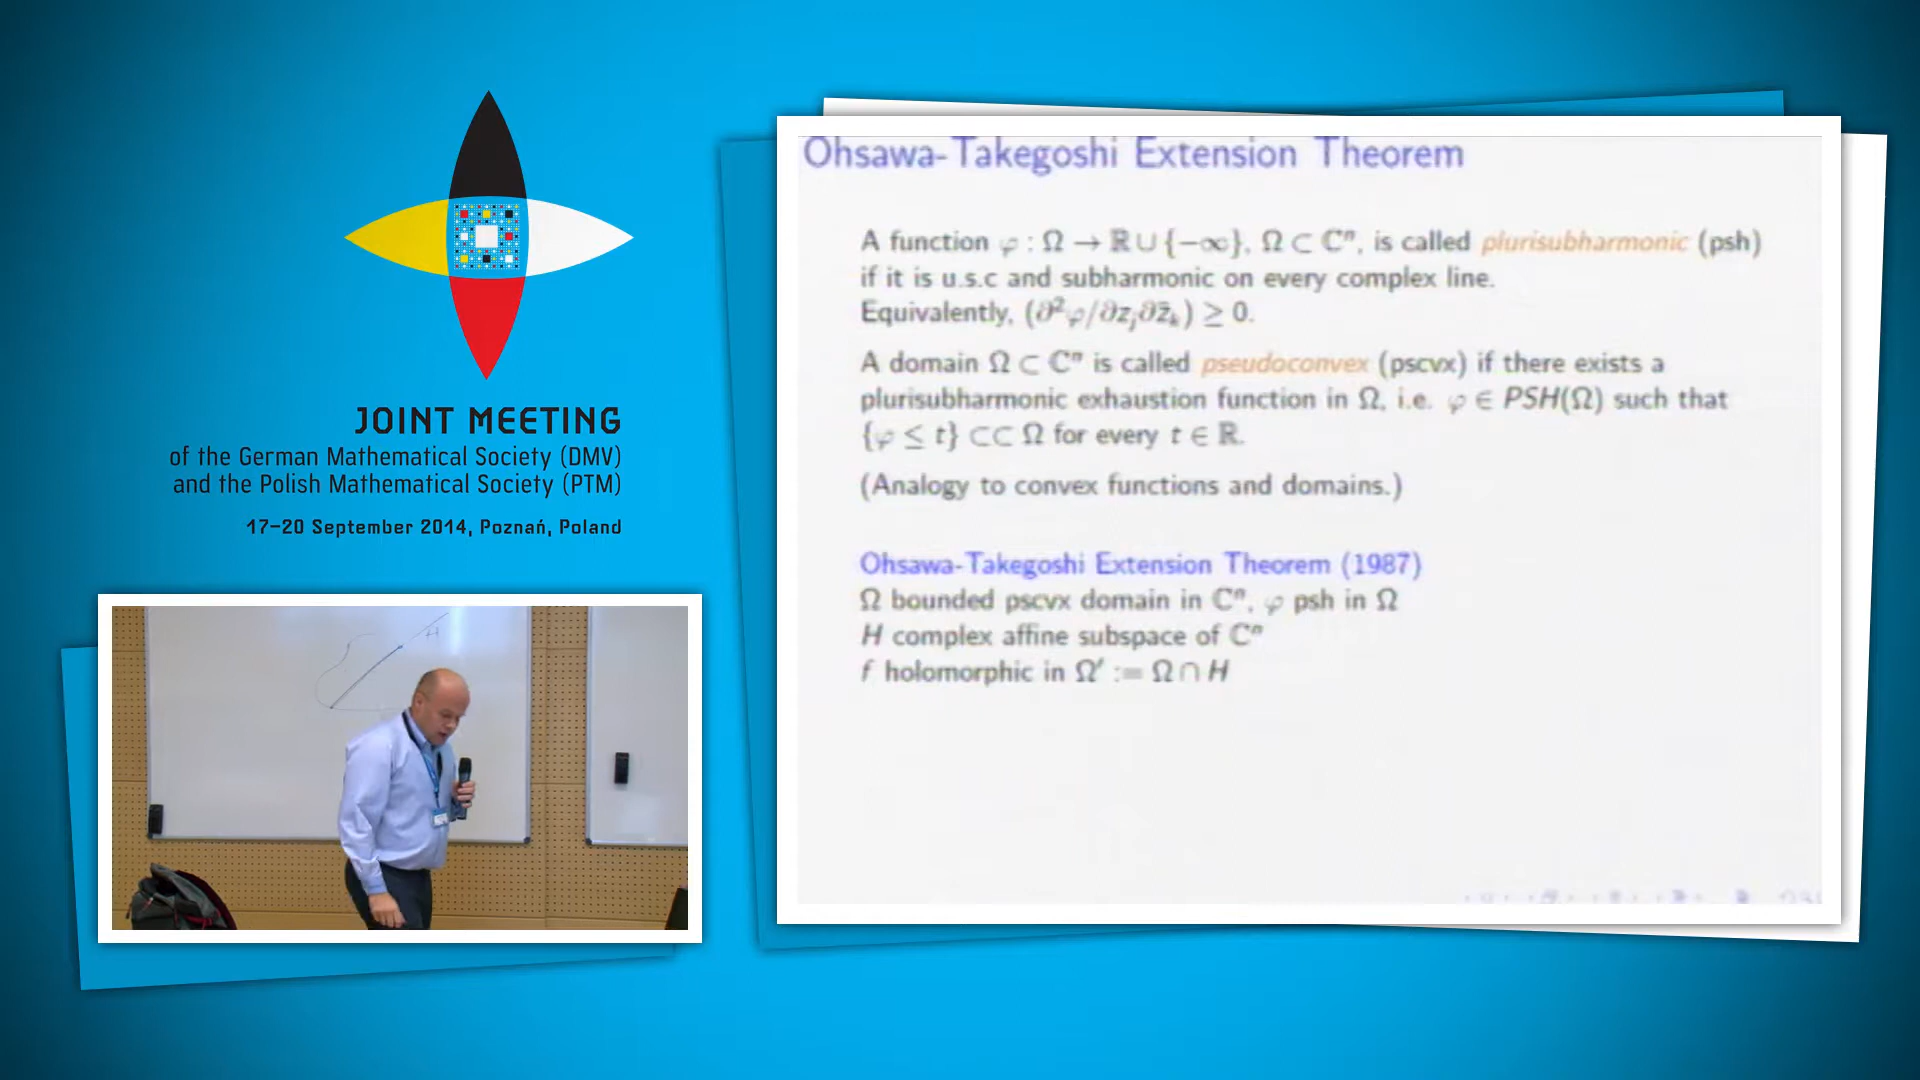 JOINT MEETING
of the German Mathematical Society (DMV)
and the Polish Mathematical Society (PTM)
17–20 September 2014, Poznań, Poland
H
Ohsawa-Takegoshi Extension Theorem
A function φ : Ω → ℝ ∪ {−∞}, Ω ⊂ ℂⁿ, is called plurisubharmonic (psh)
if it is u.s.c and subharmonic on every complex line.
Equivalently, (∂²φ/∂zⱼ∂z̄ₖ) ≥ 0.
A domain Ω ⊂ ℂⁿ is called pseudoconvex (pscvx) if there exists a
plurisubharmonic exhaustion function in Ω, i.e. φ ∈ PSH(Ω) such that
{φ ≤ t} ⊂⊂ Ω for every t ∈ ℝ.
(Analogy to convex functions and domains.)
Ohsawa-Takegoshi Extension Theorem (1987)
Ω bounded pscvx domain in ℂⁿ, φ psh in Ω
H complex affine subspace of ℂⁿ
f holomorphic in Ω′ := Ω ∩ H